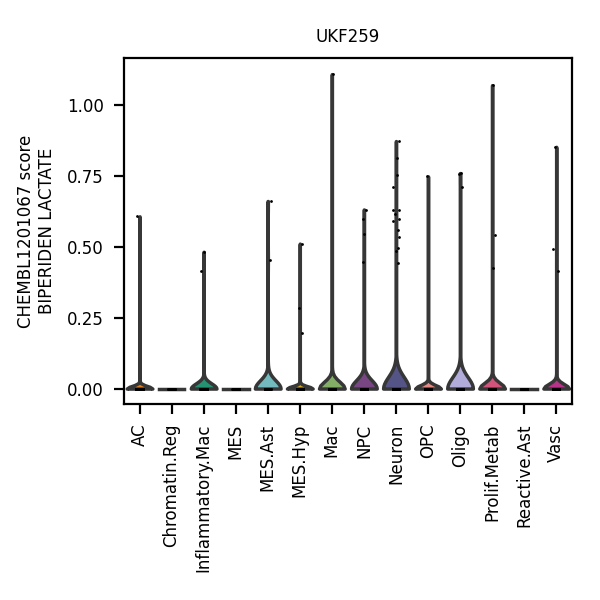 UKF259
CHEMBL1201067 score
BIPERIDEN LACTATE
1.00
0.75
0.50
0.25
0.00
AC
Chromatin.Reg
Inflammatory.Mac
MES
MES.Ast
MES.Hyp
Mac
NPC
Neuron
OPC
Oligo
Prolif.Metab
Reactive.Ast
Vasc